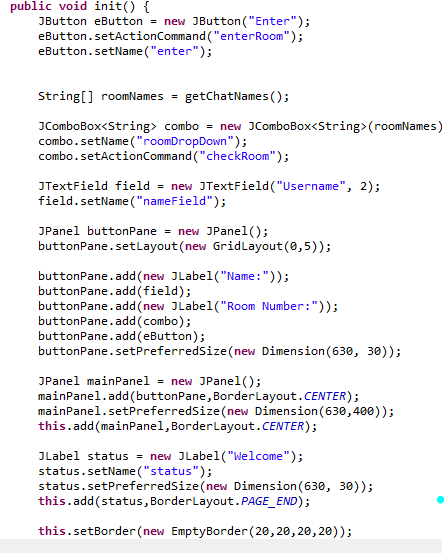 public void init() {
JButton eButton = new JButton("Enter");
eButton.setActionCommand("enterRoom");
eButton.setName("enter");
String[] roomNames = getChatNames();
JComboBox<String> combo = new JComboBox<String>(roomNames)
combo.setName("roomDropDown");
combo.setActionCommand("checkRoom");
JTextField field = new JTextField("Username", 2);
field.setName("nameField");
JPanel buttonPane = new JPanel();
buttonPane.setLayout(new GridLayout(0,5));
buttonPane.add(new JLabel("Name:"));
buttonPane.add(field);
buttonPane.add(new JLabel("Room Number:"));
buttonPane.add(combo);
buttonPane.add(eButton);
buttonPane.setPreferredSize(new Dimension(630, 30));
JPanel mainPanel = new JPanel();
mainPanel.add(buttonPane,BorderLayout.CENTER);
mainPanel.setPreferredSize(new Dimension(630,400));
this.add(mainPanel,BorderLayout.CENTER);
JLabel status = new JLabel("Welcome");
status.setName("status");
status.setPreferredSize(new Dimension(630, 30));
this.add(status,BorderLayout.PAGE_END);
this.setBorder(new EmptyBorder(20,20,20,20));